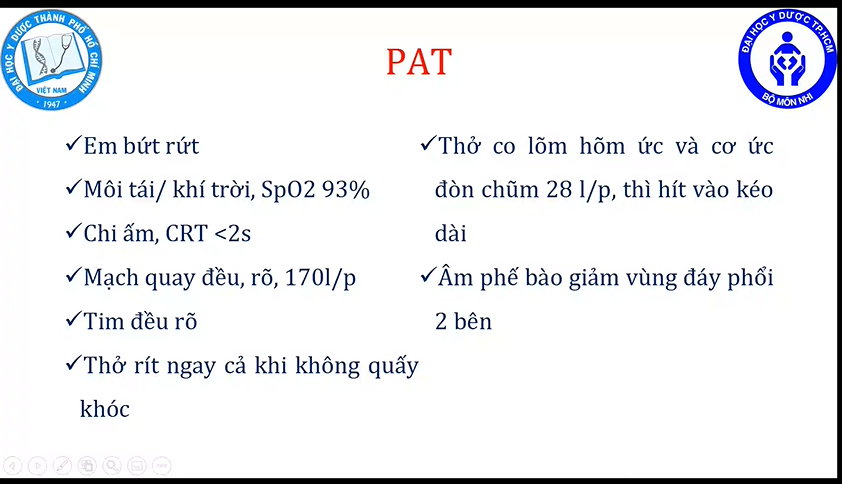 ĐẠI HỌC Y DƯỢC THÀNH PHỐ HỒ CHÍ MINH
VIỆT NAM
1947
PAT
ĐẠI HỌC Y DƯỢC TP.HCM
BỘ MÔN NHI
✓Em bứt rứt
✓Môi tái/ khí trời, SpO2 93%
✓Chi ấm, CRT <2s
✓Mạch quay đều, rõ, 170l/p
✓Tim đều rõ
✓Thở rít ngay cả khi không quấy
khóc
✓Thở co lõm hõm ức và cơ ức
đòn chũm 28 l/p, thì hít vào kéo
dài
✓Âm phế bào giảm vùng đáy phổi
2 bên